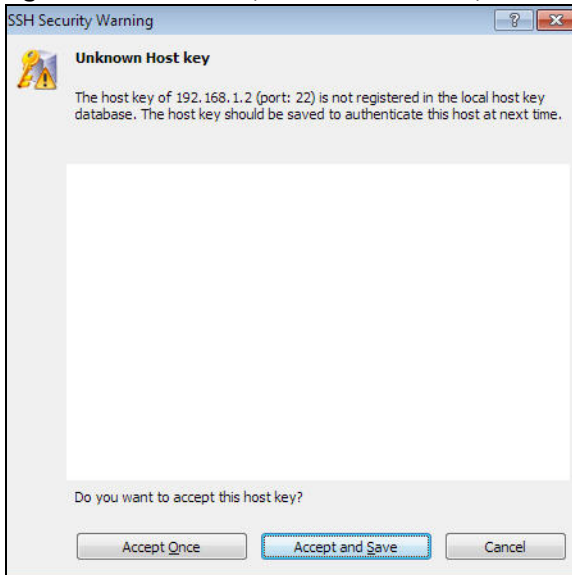 SSH Security Warning
Unknown Host key
The host key of 192.168.1.2 (port: 22) is not registered in the local host key
database. The host key should be saved to authenticate this host at next time.
Do you want to accept this host key?
Accept Once
Accept and Save
Cancel